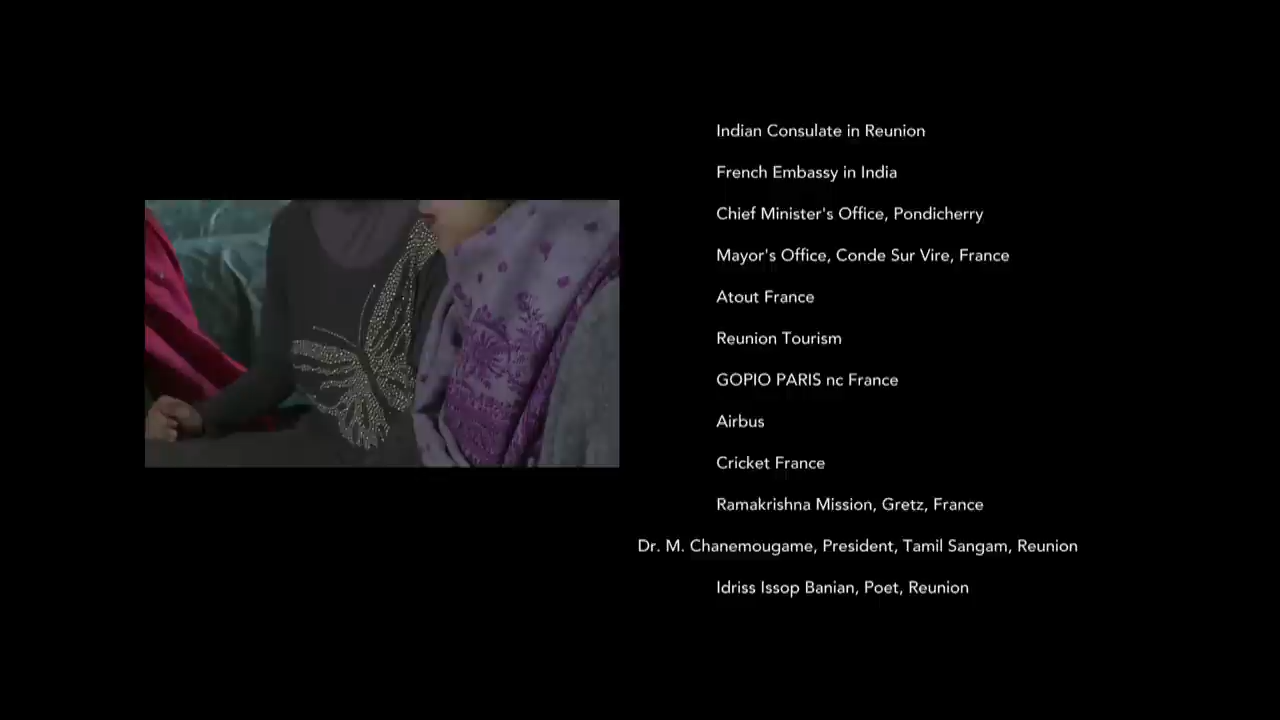 Indian Consulate in Reunion
French Embassy in India
Chief Minister's Office, Pondicherry
Mayor's Office, Conde Sur Vire, France
Atout France
Reunion Tourism
GOPIO PARIS nc France
Airbus
Cricket France
Ramakrishna Mission, Gretz, France
Dr. M. Chanemougame, President, Tamil Sangam, Reunion
Idriss Issop Banian, Poet, Reunion